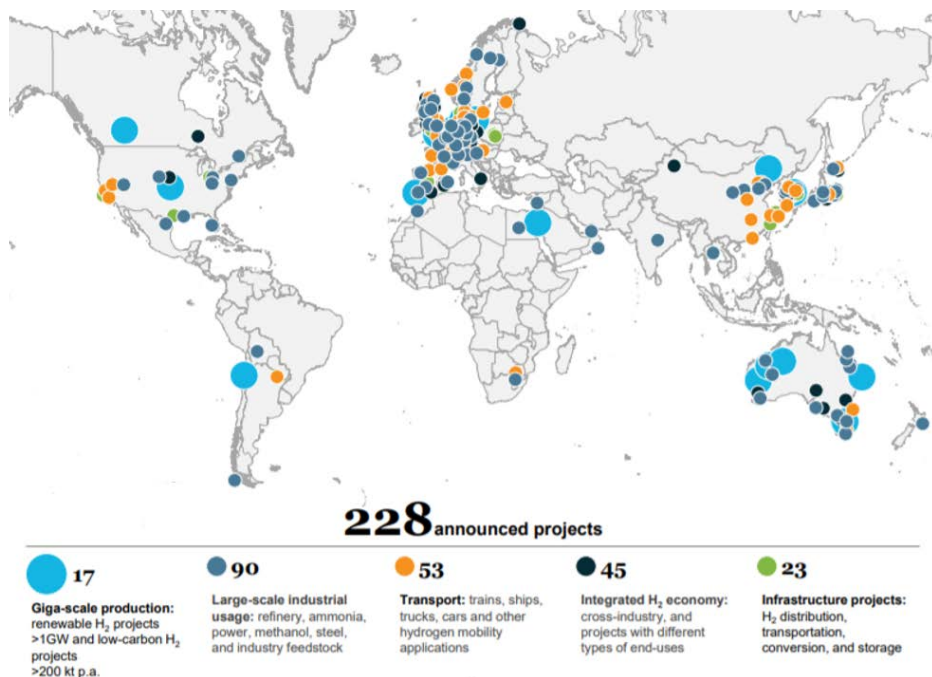 228 announced projects
17
Giga-scale production:
renewable H₂ projects
>1GW and low-carbon H₂
projects
>200 kt p.a.
90
Large-scale industrial
usage: refinery, ammonia,
power, methanol, steel,
and industry feedstock
53
Transport: trains, ships,
trucks, cars and other
hydrogen mobility
applications
45
Integrated H₂ economy:
cross-industry, and
projects with different
types of end-uses
23
Infrastructure projects:
H₂ distribution,
transportation,
conversion, and storage